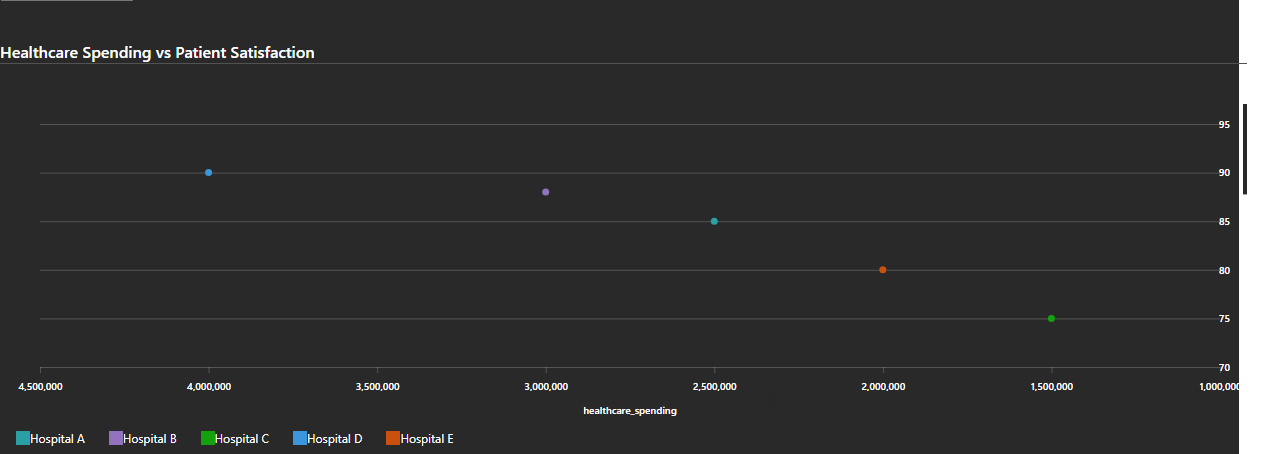 Healthcare Spending vs Patient Satisfaction
95
90
85
80
75
70
4,500,000 4,000,000 3,500,000 3,000,000 2,500,000 2,000,000 1,500,000 1,000,000
healthcare_spending
Hospital A Hospital B Hospital C Hospital D Hospital E